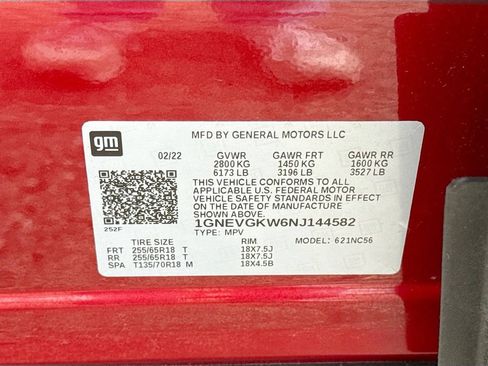 gm
MFD BY GENERAL MOTORS LLC
02/22 GVWR GAWR FRT GAWR RR
2800 KG 1450 KG 1600 KG
6173 LB 3196 LB 3527 LB
THIS VEHICLE CONFORMS TO ALL
APPLICABLE U.S. FEDERAL MOTOR
VEHICLE SAFETY STANDARDS IN EFFECT
ON THE DATE OF MANUFACTURE SHOWN
ABOVE.
1GNEVGKW6NJ144582
252F TYPE: MPV
TIRE SIZE RIM MODEL: 621NC56
FRT 255/65R18 T 18X7.5J
RR 255/65R18 T 18X7.5J
SPA T135/70R18 M 18X4.5B